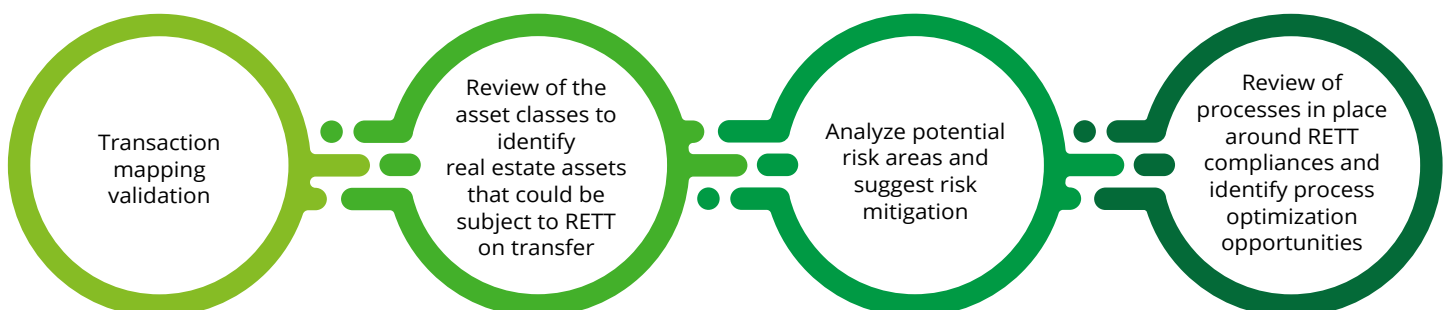 Transaction
mapping
validation
Review of the
asset classes to
identify
real estate assets
that could be
subject to RETT
on transfer
Analyze potential
risk areas and
suggest risk
mitigation
Review of
processes in place
around RETT
compliances and
identify process
optimization
opportunities